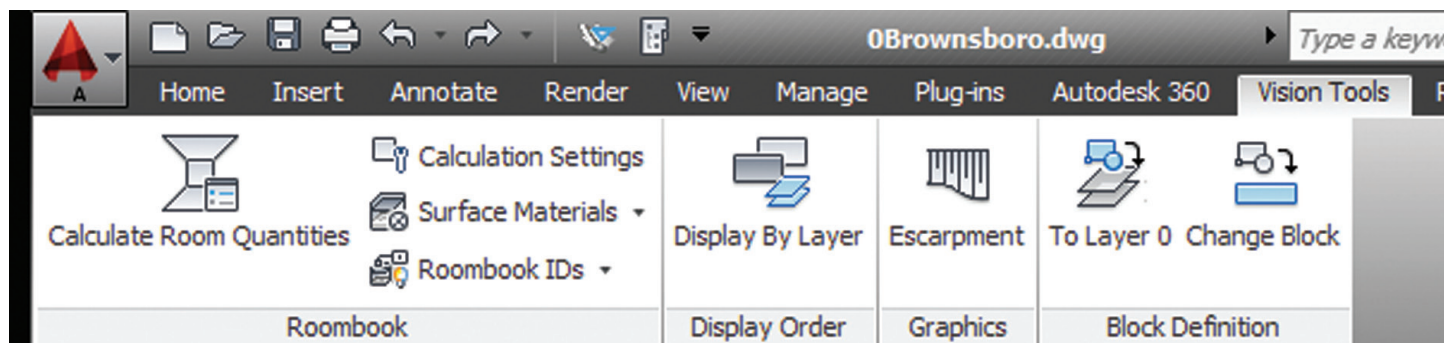 0Brownsboro.dwg
Type a keyw
A
Home Insert Annotate Render View Manage Plug-ins Autodesk 360 Vision Tools
Calculate Room Quantities
Calculation Settings
Surface Materials
Roombook IDs
Display By Layer
Escarpment
To Layer 0
Change Block
Roombook
Display Order
Graphics
Block Definition